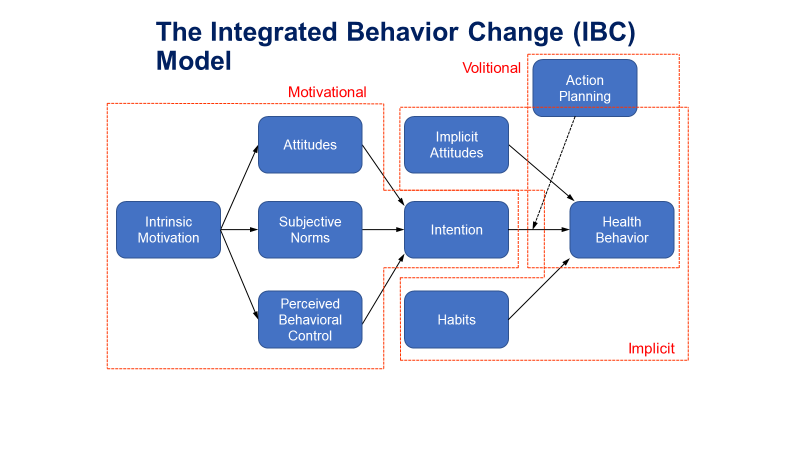 The Integrated Behavior Change (IBC)
Model
Volitional
Motivational
Action
Planning
Attitudes
Implicit
Attitudes
Intrinsic
Motivation
Subjective
Norms
Intention
Health
Behavior
Perceived
Behavioral
Control
Habits
Implicit